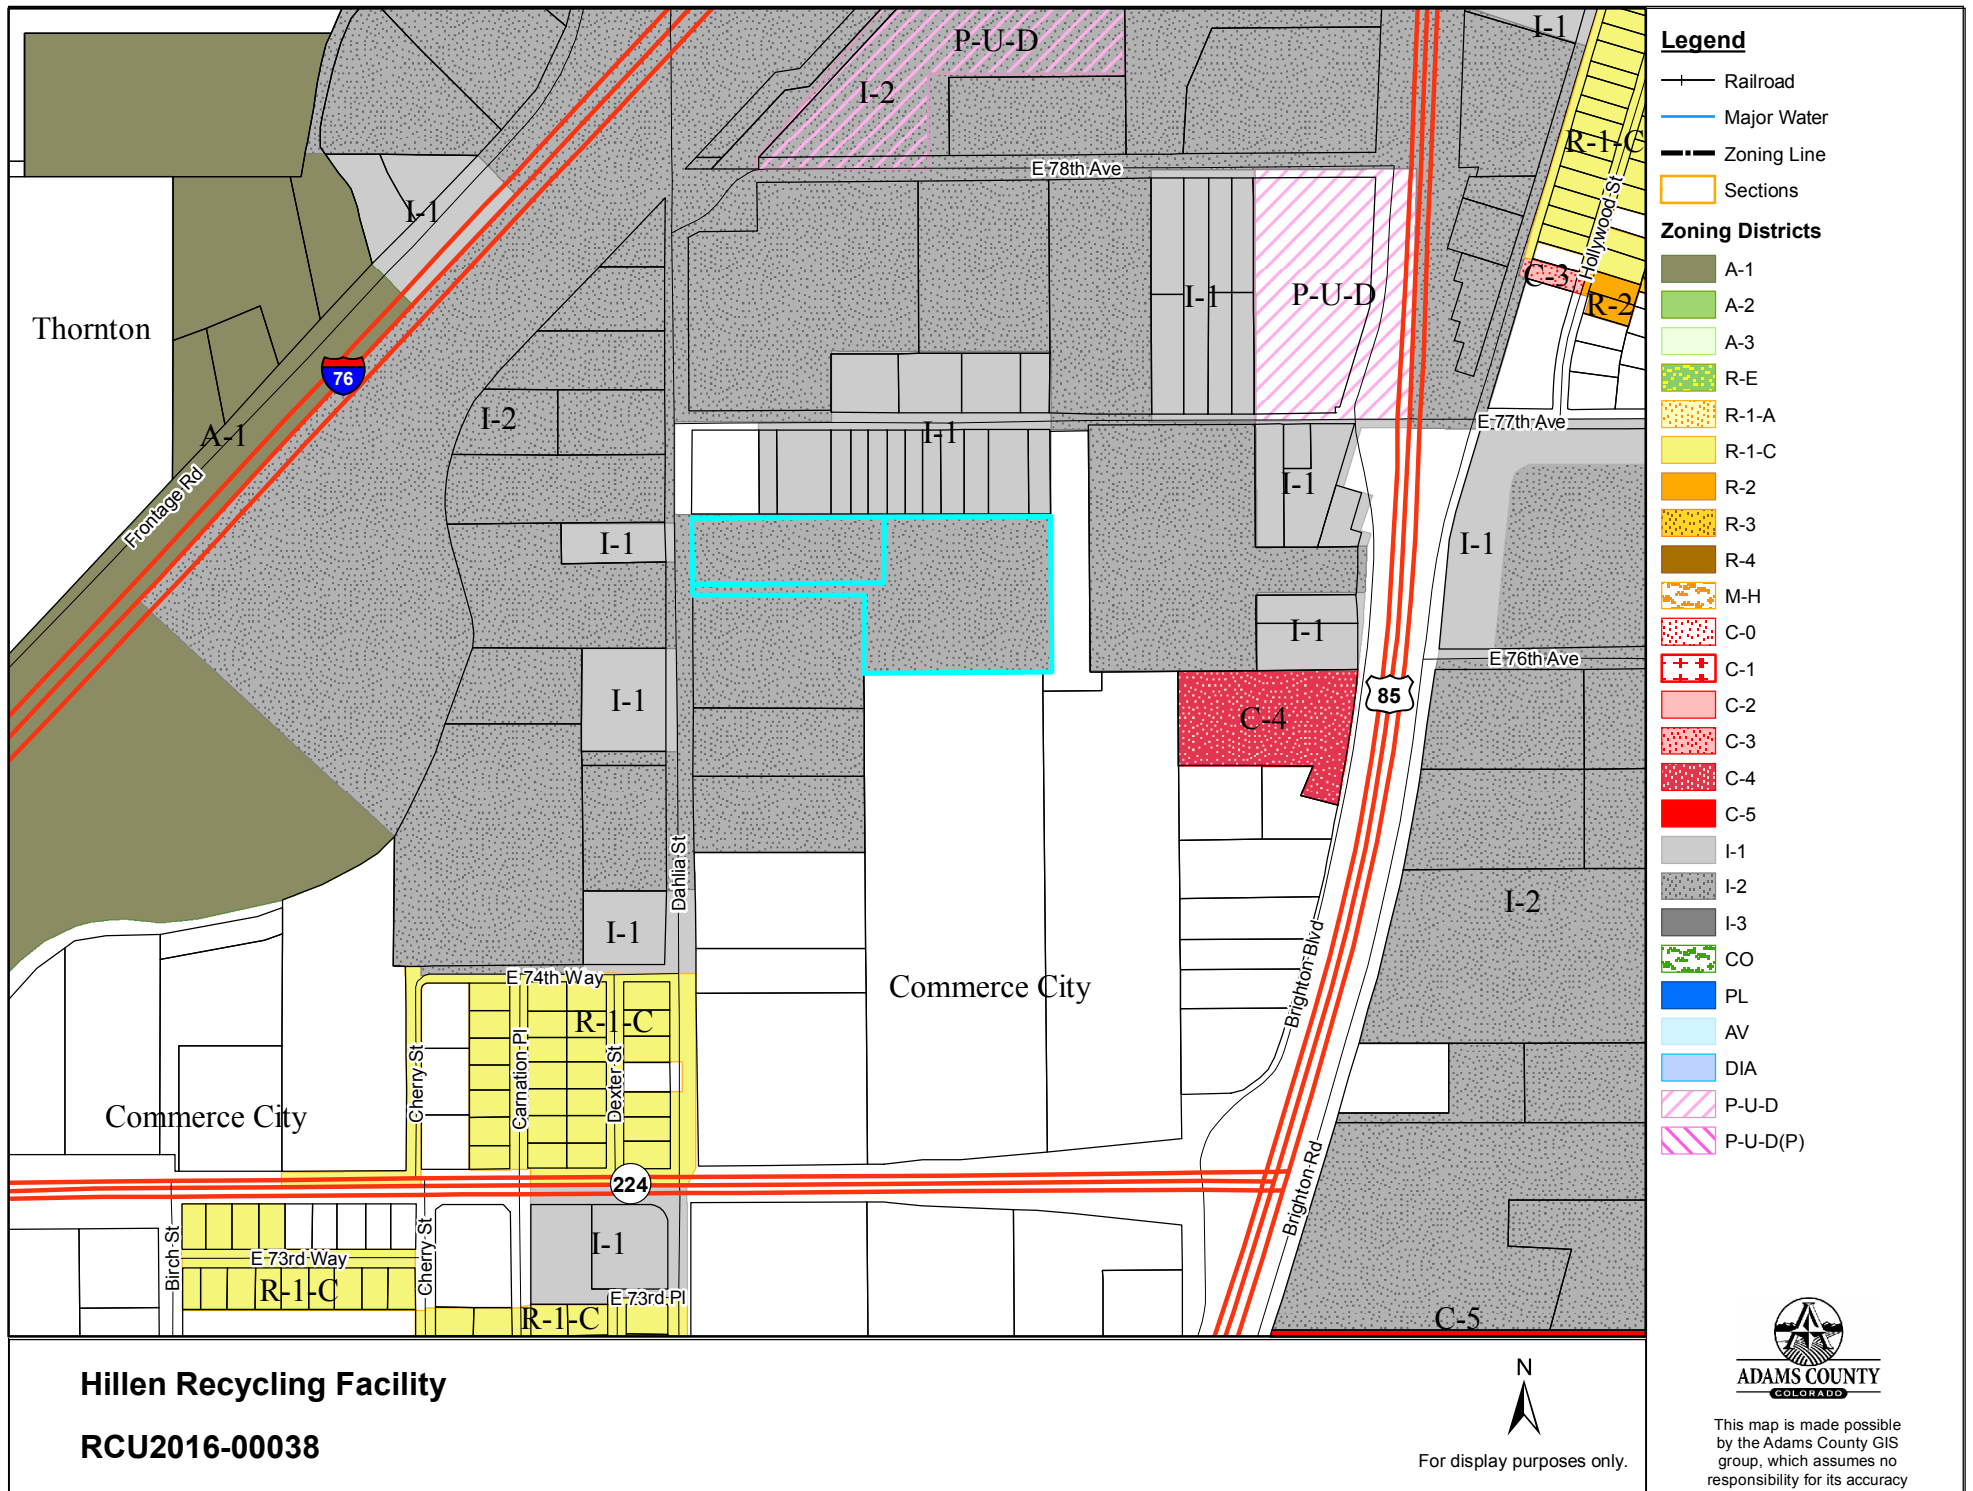 P-U-D
I-1
Legend
Railroad
I-2
Major Water
R-1-C
Zoning Line
E 78th Ave
Sections
Hollywood St
I-1
Zoning Districts
A-1
C-3
I-1
P-U-D
R-2
A-2
Thornton
A-3
76
R-E
I-2
R-1-A
A-1
I-1
E 77th Ave
R-1-C
I-1
R-2
Frontage Rd
R-3
I-1
I-1
R-4
M-H
I-1
C-0
E 76th Ave
C-1
I-1
85
C-2
C-4
C-3
C-4
C-5
Dahlia St
I-1
I-2
I-2
I-1
I-3
Brighton Blvd
CO
E 74th Way
Commerce City
PL
R-1-C
AV
Cherry St
Carnation Pl
Dexter St
DIA
Commerce City
P-U-D
P-U-D(P)
224
Brighton Rd
Birch St
Cherry St
E 73rd Way
I-1
R-1-C
E 73rd Pl
R-1-C
C-5
A
ADAMS COUNTY
COLORADO
Hillen Recycling Facility
N
RCU2016-00038
For display purposes only.
This map is made possible
by the Adams County GIS
group, which assumes no
responsibility for its accuracy